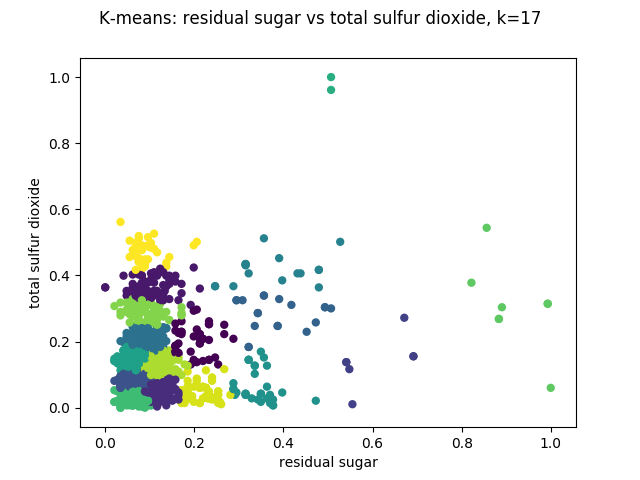 K-means: residual sugar vs total sulfur dioxide, k=17
1.0
0.8
0.6
0.4
0.2
0.0
total sulfur dioxide
0.0 0.2 0.4 0.6 0.8 1.0
residual sugar